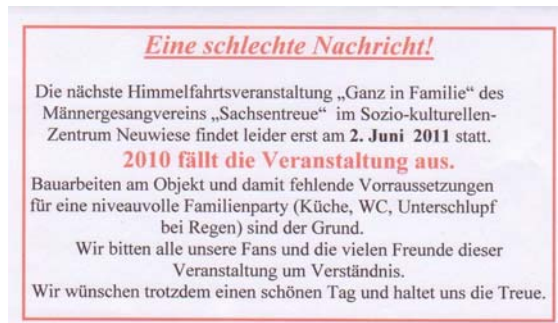 Eine schlechte Nachricht!
Die nächste Himmelfahrtsveranstaltung „Ganz in Familie“ des
Männergesangvereins „Sachsentreue“ im Sozio-kulturellen-
Zentrum Neuwiese findet leider erst am 2. Juni 2011 statt.
2010 fällt die Veranstaltung aus.
Bauarbeiten am Objekt und damit fehlende Vorraussetzungen
für eine niveauvolle Familienparty (Küche, WC, Unterschlupf
bei Regen) sind der Grund.
Wir bitten alle unsere Fans und die vielen Freunde dieser
Veranstaltung um Verständnis.
Wir wünschen trotzdem einen schönen Tag und haltet uns die Treue.